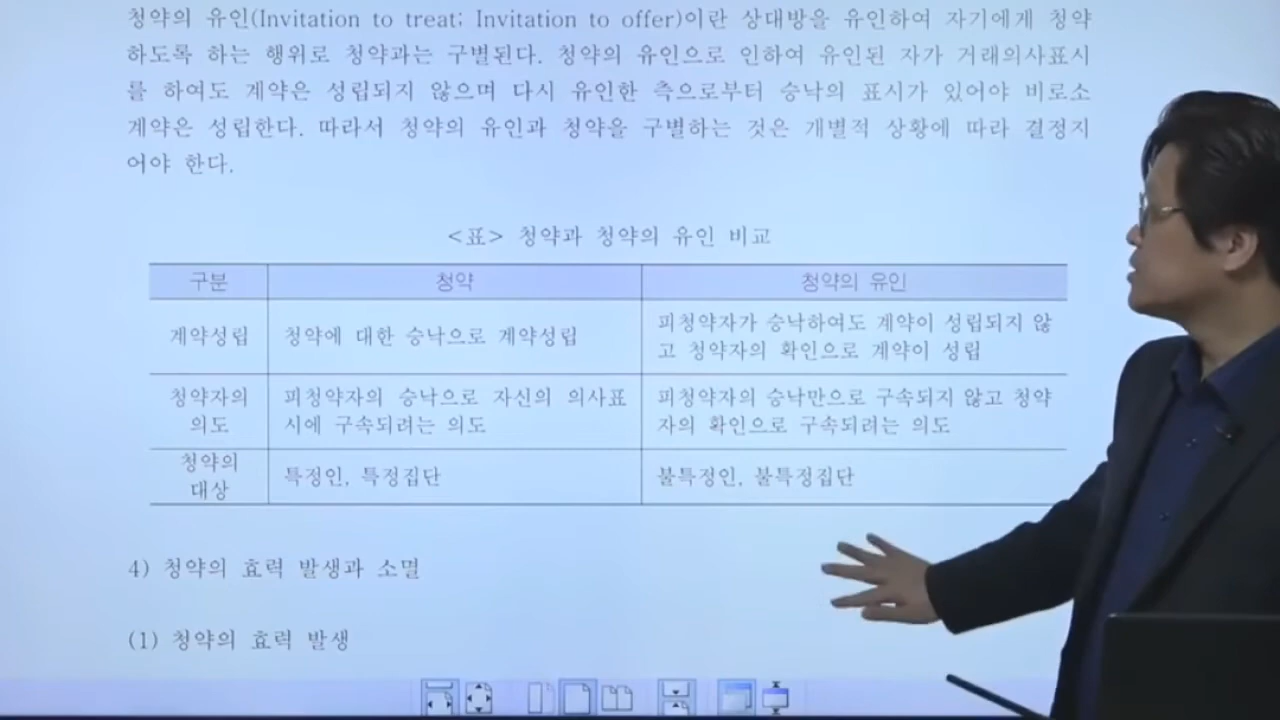 청약의 유인(Invitation to treat; Invitation to offer)이란 상대방을 유인하여 자기에게 청약
하도록 하는 행위로 청약과는 구별된다. 청약의 유인으로 인하여 유인된 자가 거래의사표시
를 하여도 계약은 성립되지 않으며 다시 유인한 측으로부터 승낙의 표시가 있어야 비로소
계약은 성립한다. 따라서 청약의 유인과 청약을 구별하는 것은 개별적 상황에 따라 결정지
어야 한다.
<표> 청약과 청약의 유인 비교
구분 청약 청약의 유인
계약성립 청약에 대한 승낙으로 계약성립
피청약자가 승낙하여도 계약이 성립되지 않
고 청약자의 확인으로 계약이 성립
청약자의
의도
피청약자의 승낙으로 자신의 의사표
시에 구속되려는 의도
피청약자의 승낙만으로 구속되지 않고 청약
자의 확인으로 구속되려는 의도
청약의
대상
특정인, 특정집단
불특정인, 불특정집단
4) 청약의 효력 발생과 소멸
(1) 청약의 효력 발생